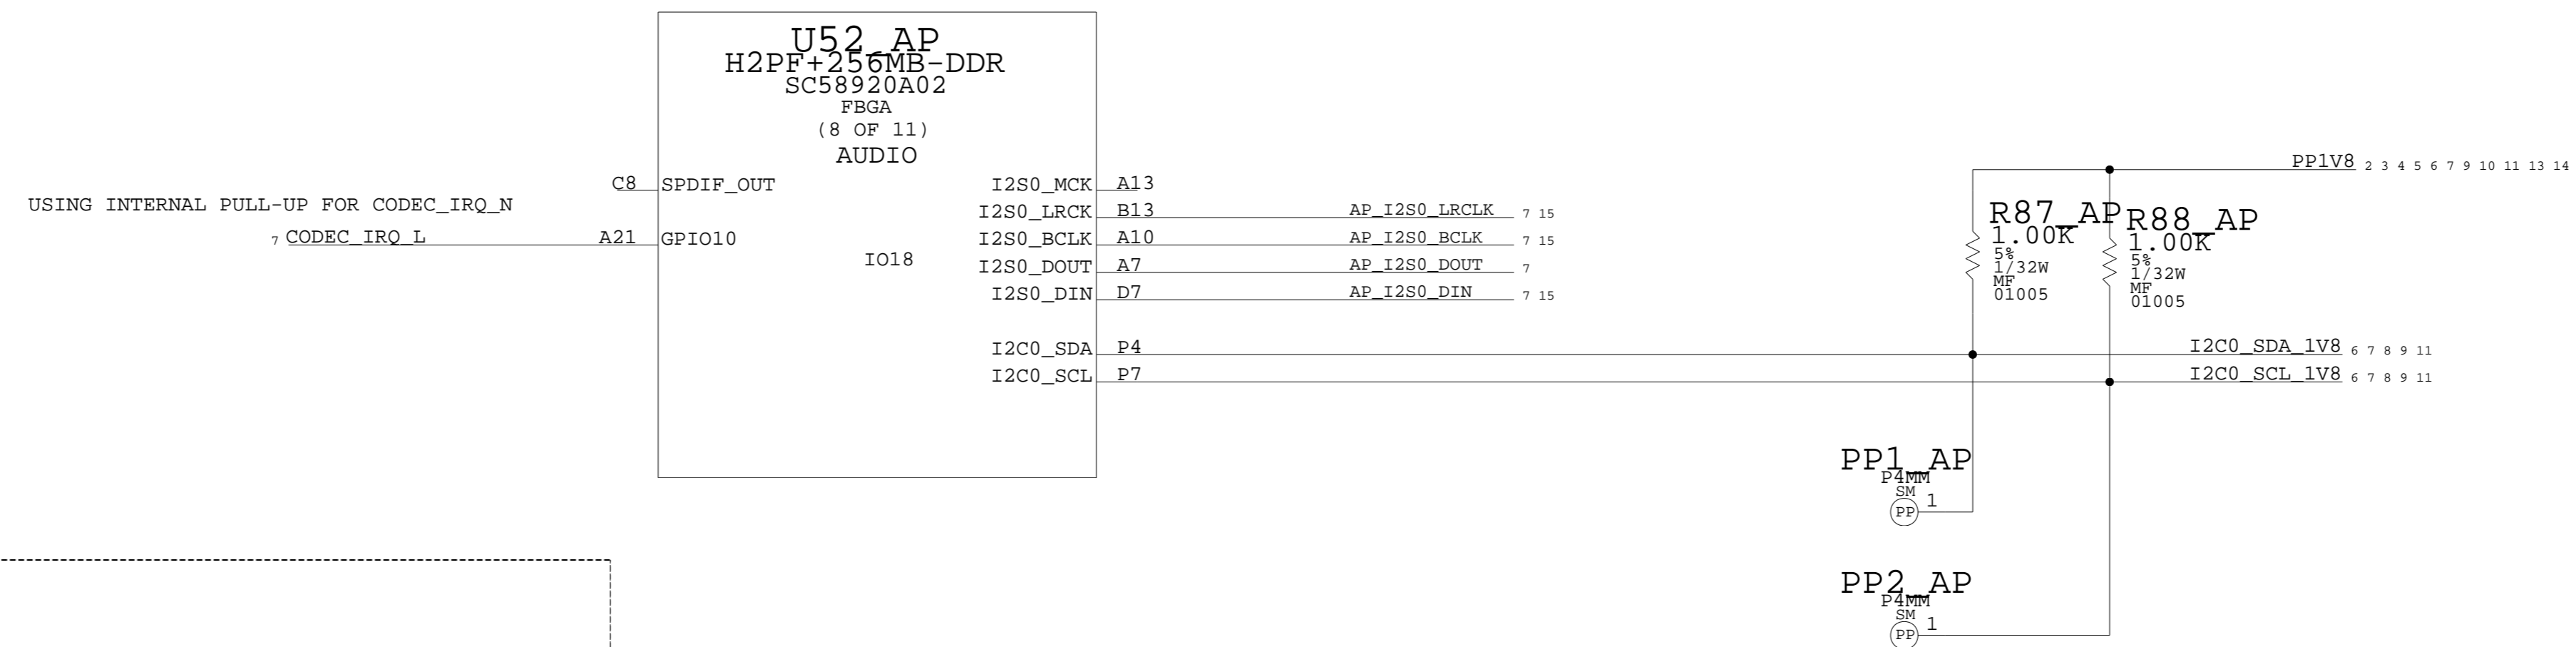 U52_AP
H2PF+256MB-DDR
SC58920A02
FBGA
(8 OF 11)
AUDIO
PP1V8 2 3 4 5 6 7 9 10 11 13 14
C8 SPDIF_OUT I2S0_MCK A13
USING INTERNAL PULL-UP FOR CODEC_IRQ_N
I2S0_LRCK B13 AP_I2S0_LRCLK 7 15
7 CODEC_IRQ_L A21 GPIO10 I2S0_BCLK A10 AP_I2S0_BCLK 7 15
IO18 I2S0_DOUT A7 AP_I2S0_DOUT 7
I2S0_DIN D7 AP_I2S0_DIN 7 15
R87_AP
1.00K
5%
1/32W
MF
01005
R88_AP
1.00K
5%
1/32W
MF
01005
I2C0_SDA P4 I2C0_SDA_1V8 6 7 8 9 11
I2C0_SCL P7 I2C0_SCL_1V8 6 7 8 9 11
PP1_AP
P4MM
SM
PP 1
PP2_AP
P4MM
SM
PP 1